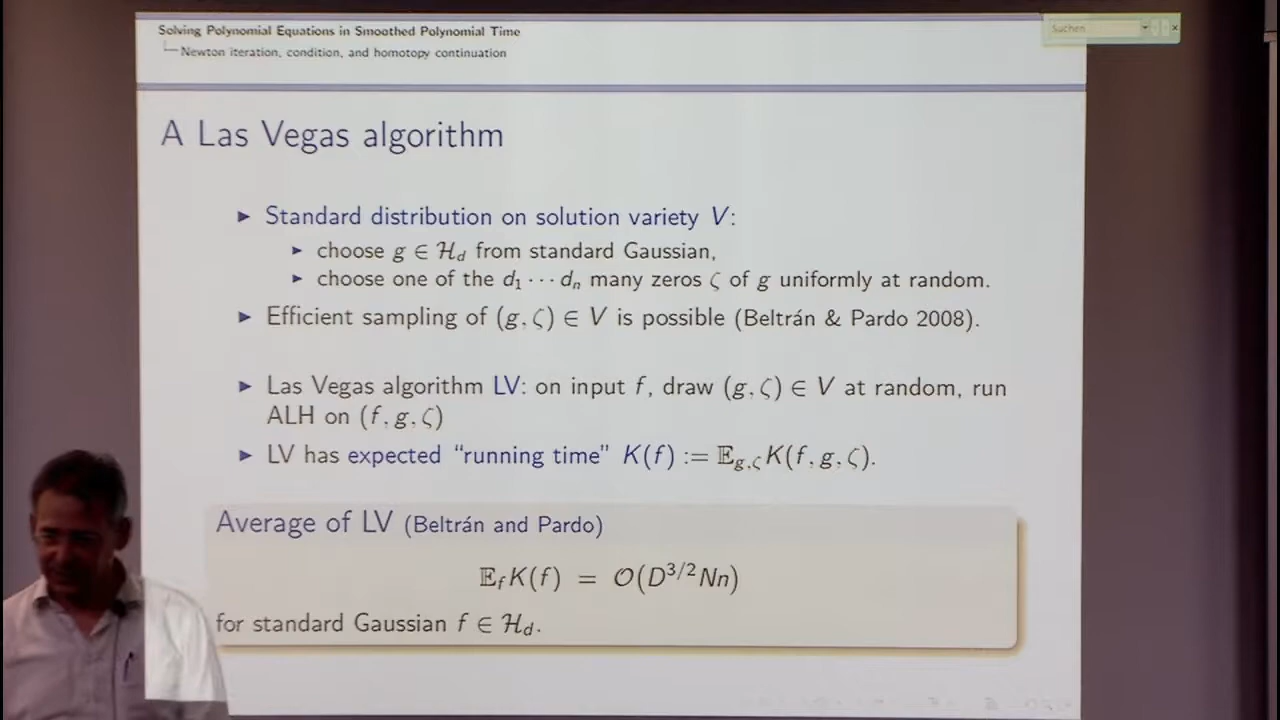 Solving Polynomial Equations in Smoothed Polynomial Time
Newton iteration, condition, and homotopy continuation
Suchen
A Las Vegas algorithm
► Standard distribution on solution variety V:
► choose g ∈ ℋ_d from standard Gaussian,
► choose one of the d₁ ··· dₙ many zeros ζ of g uniformly at random.
► Efficient sampling of (g, ζ) ∈ V is possible (Beltrán & Pardo 2008).
► Las Vegas algorithm LV: on input f, draw (g, ζ) ∈ V at random, run
ALH on (f, g, ζ)
► LV has expected “running time” K(f) := 𝔼_{g,ζ} K(f, g, ζ).
Average of LV (Beltrán and Pardo)
𝔼_f K(f) = 𝒪(D^{3/2} Nn)
for standard Gaussian f ∈ ℋ_d.